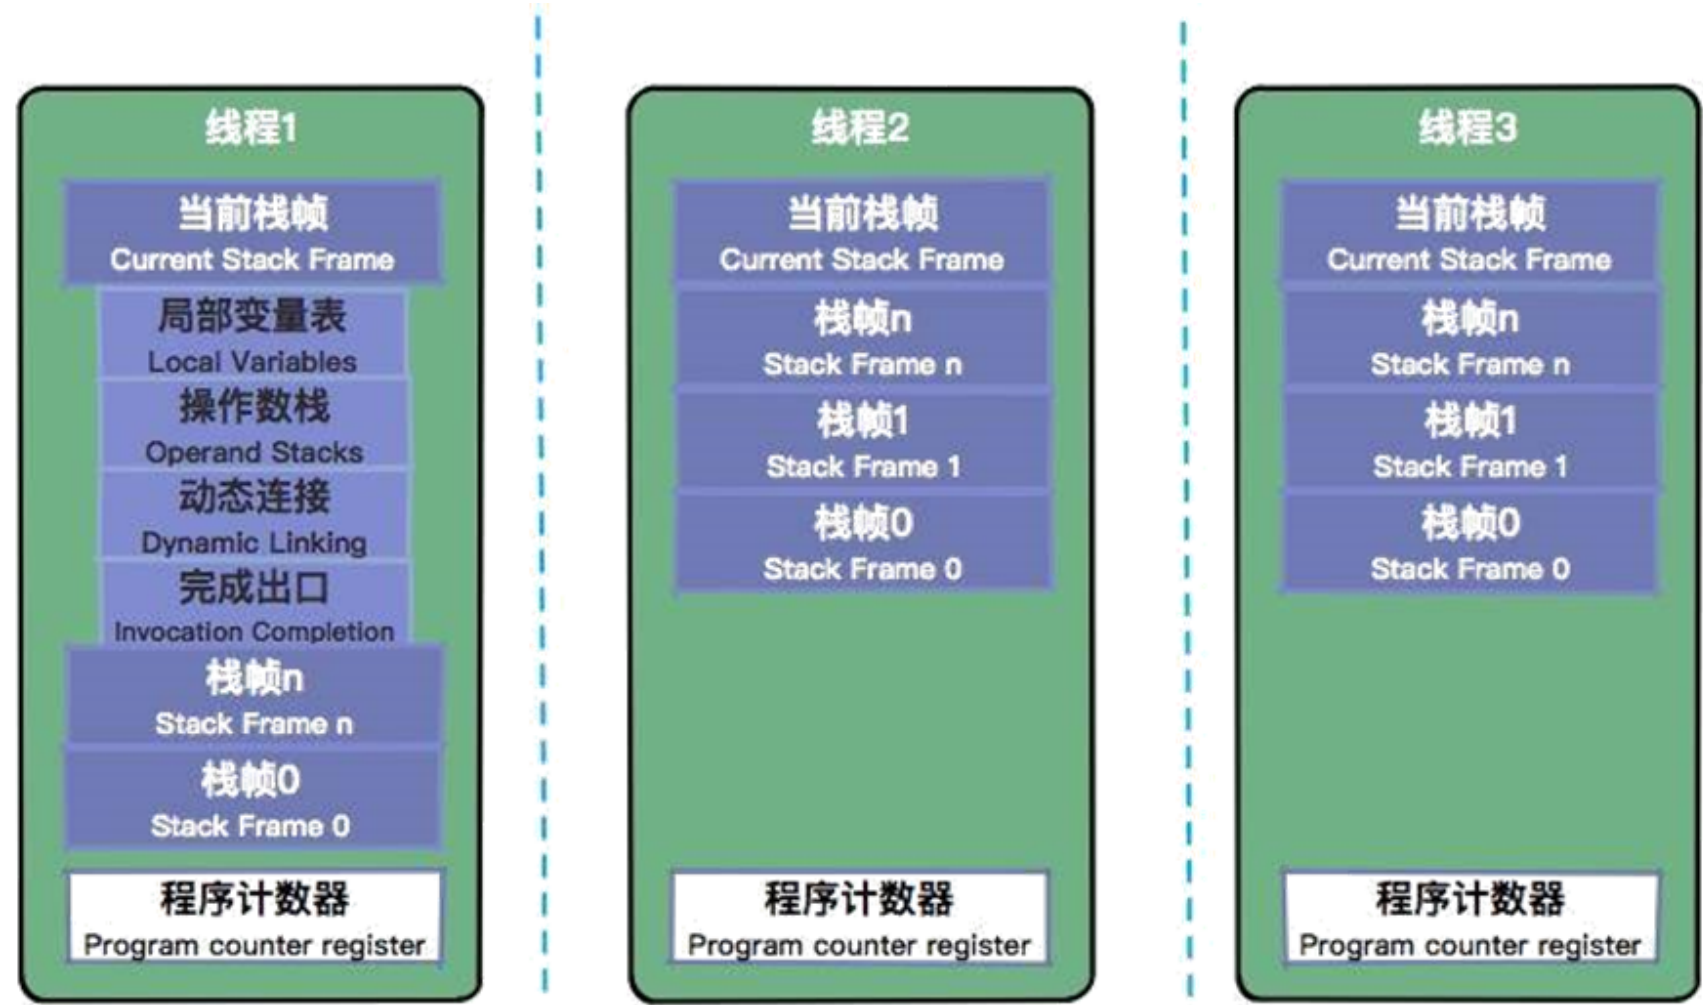 线程1
当前栈帧
Current Stack Frame
局部变量表
Local Variables
操作数栈
Operand Stacks
动态连接
Dynamic Linking
完成出口
Invocation Completion
栈帧n
Stack Frame n
栈帧0
Stack Frame 0
程序计数器
Program counter register
线程2
当前栈帧
Current Stack Frame
栈帧n
Stack Frame n
栈帧1
Stack Frame 1
栈帧0
Stack Frame 0
程序计数器
Program counter register
线程3
当前栈帧
Current Stack Frame
栈帧n
Stack Frame n
栈帧1
Stack Frame 1
栈帧0
Stack Frame 0
程序计数器
Program counter register